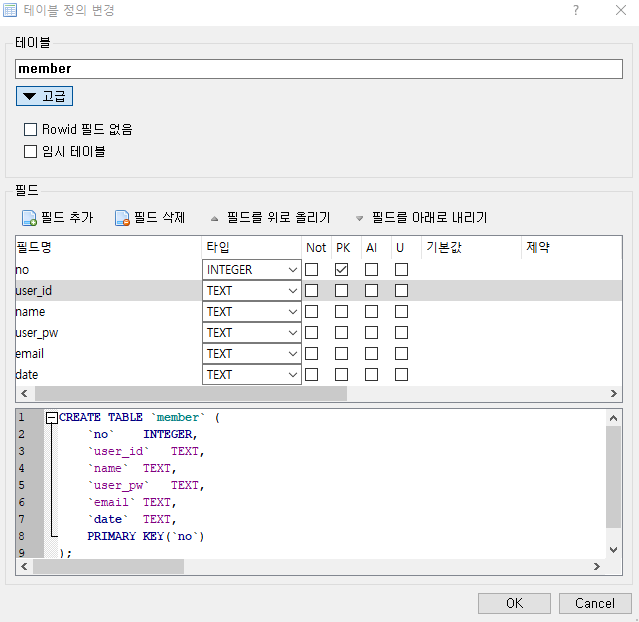 테이블 정의 변경 ?
테이블
member
고급
Rowid 필드 없음
임시 테이블
필드
필드 추가 필드 삭제 필드를 위로 올리기 필드를 아래로 내리기
필드명 타입 Not PK AI U 기본값 제약
no INTEGER
user_id TEXT
name TEXT
user_pw TEXT
email TEXT
date TEXT
1 CREATE TABLE `member` (
2 `no` INTEGER,
3 `user_id` TEXT,
4 `name` TEXT,
5 `user_pw` TEXT,
6 `email` TEXT,
7 `date` TEXT,
8 PRIMARY KEY(`no`)
9 );
OK Cancel